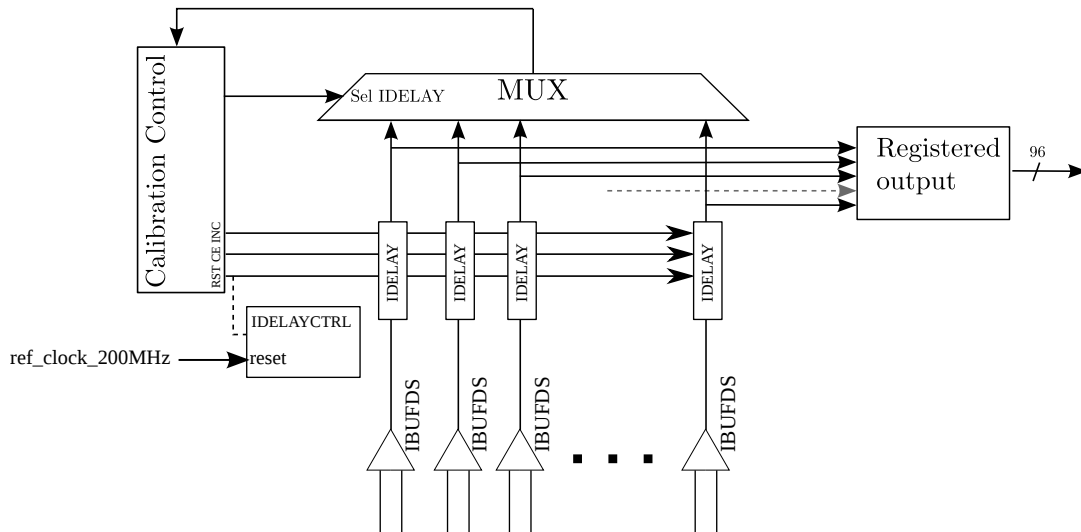 MUX
Sel IDELAY
Calibration Control
RST CE INC
Registered
output
96
IDELAY
IDELAY
IDELAY
IDELAY
IDELAYCTRL
ref_clock_200MHz
reset
IBUFDS
IBUFDS
IBUFDS
IBUFDS